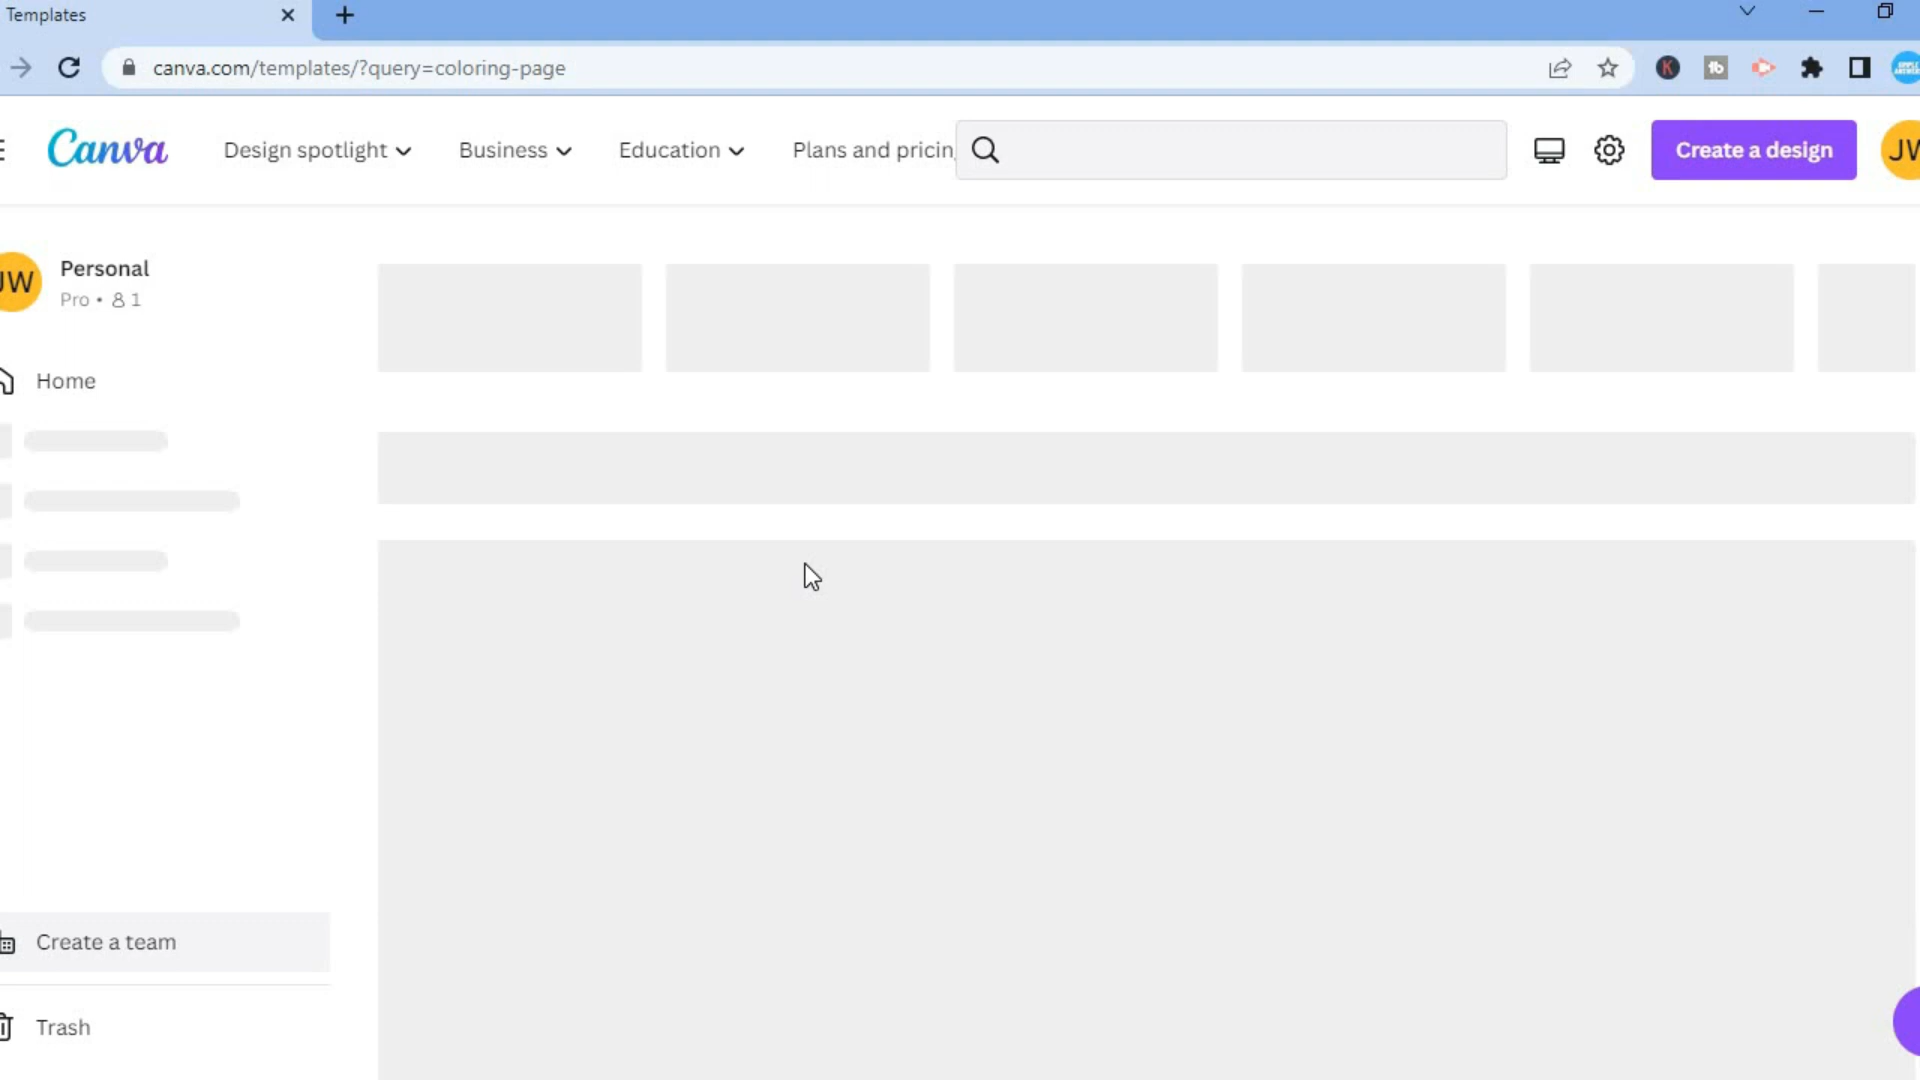 Templates
canva.com/templates/?query=coloring-page
Canva
Design spotlight
Business
Education
Plans and pricin
Create a design
JW
JW
Personal
Pro • 1
Home
Create a team
Trash